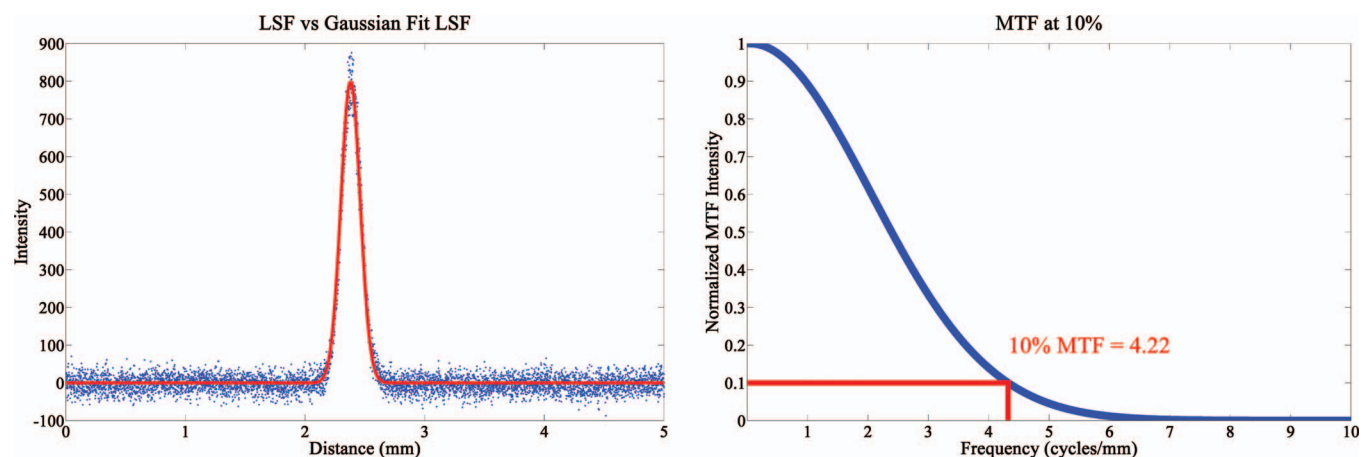 LSF vs Gaussian Fit LSF
900
800
700
600
500
400
300
200
100
0
-100
Intensity
0 1 2 3 4 5
Distance (mm)
MTF at 10%
1
0.9
0.8
0.7
0.6
0.5
0.4
0.3
0.2
0.1
0
Normalized MTF Intensity
10% MTF = 4.22
0 1 2 3 4 5 6 7 8 9 10
Frequency (cycles/mm)